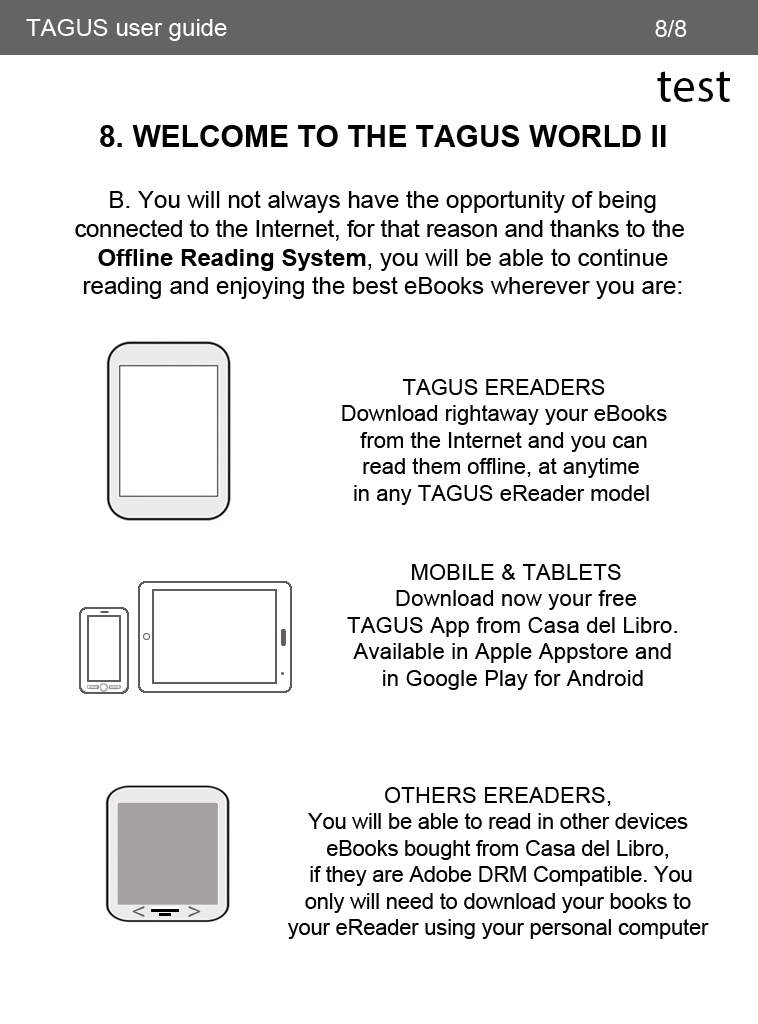 TAGUS user guide 8/8
test
8. WELCOME TO THE TAGUS WORLD II
B. You will not always have the opportunity of being
connected to the Internet, for that reason and thanks to the
Offline Reading System, you will be able to continue
reading and enjoying the best eBooks wherever you are:
TAGUS EREADERS
Download rightaway your eBooks
from the Internet and you can
read them offline, at anytime
in any TAGUS eReader model
MOBILE & TABLETS
Download now your free
TAGUS App from Casa del Libro.
Available in Apple Appstore and
in Google Play for Android
OTHERS EREADERS,
You will be able to read in other devices
eBooks bought from Casa del Libro,
if they are Adobe DRM Compatible. You
only will need to download your books to
your eReader using your personal computer